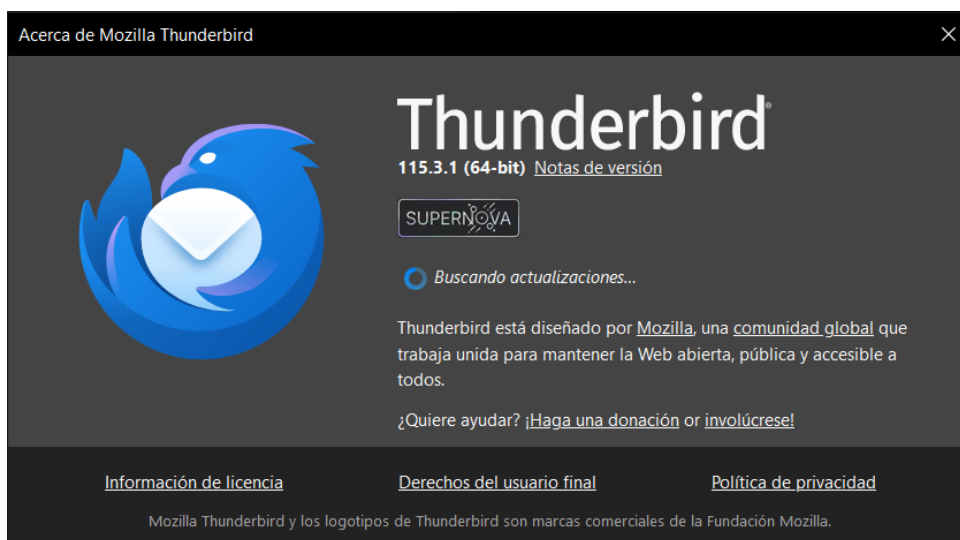 Acerca de Mozilla Thunderbird
Thunderbird®
115.3.1 (64-bit) Notas de versión
SUPERNOVA
Buscando actualizaciones...
Thunderbird está diseñado por Mozilla, una comunidad global que
trabaja unida para mantener la Web abierta, pública y accesible a
todos.
¿Quiere ayudar? ¡Haga una donación or involúcrese!
Información de licencia Derechos del usuario final Política de privacidad
Mozilla Thunderbird y los logotipos de Thunderbird son marcas comerciales de la Fundación Mozilla.